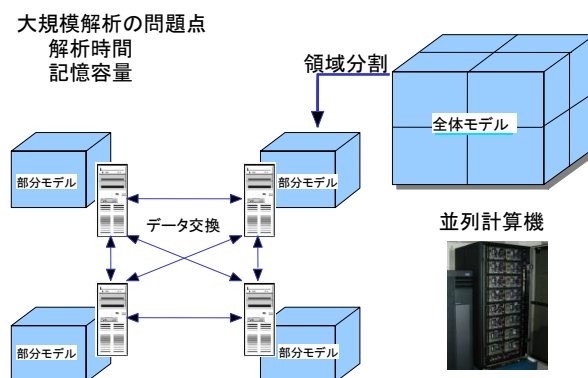 大規模解析の問題点
解析時間
記憶容量
領域分割
全体モデル
部分モデル
部分モデル
データ交換
並列計算機
部分モデル
部分モデル